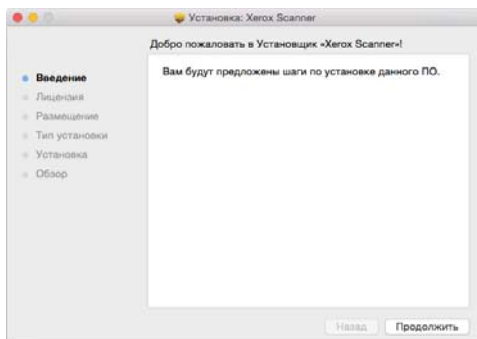 Установка: Xerox Scanner
Добро пожаловать в Установщик «Xerox Scanner»!
Введение
Лицензия
Размещение
Тип установки
Установка
Обзор
Вам будут предложены шаги по установке данного ПО.
Назад
Продолжить